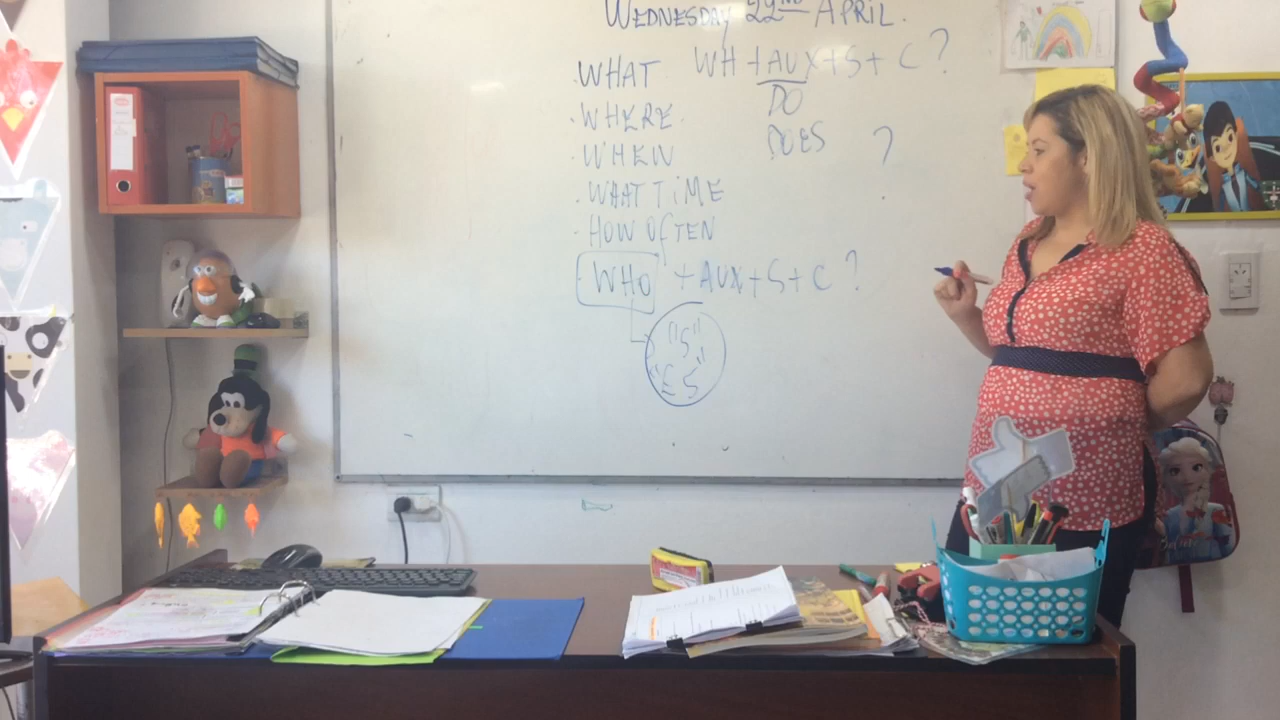 WEDNESDAY 22ND APRIL.
· WHAT WH + AUX + S + C ?
DO
· WHERE.
DOES ?
· WHEN
· WHAT TIME
· HOW OFTEN
· WHO + AUX + S + C ?
"S"
"ES"